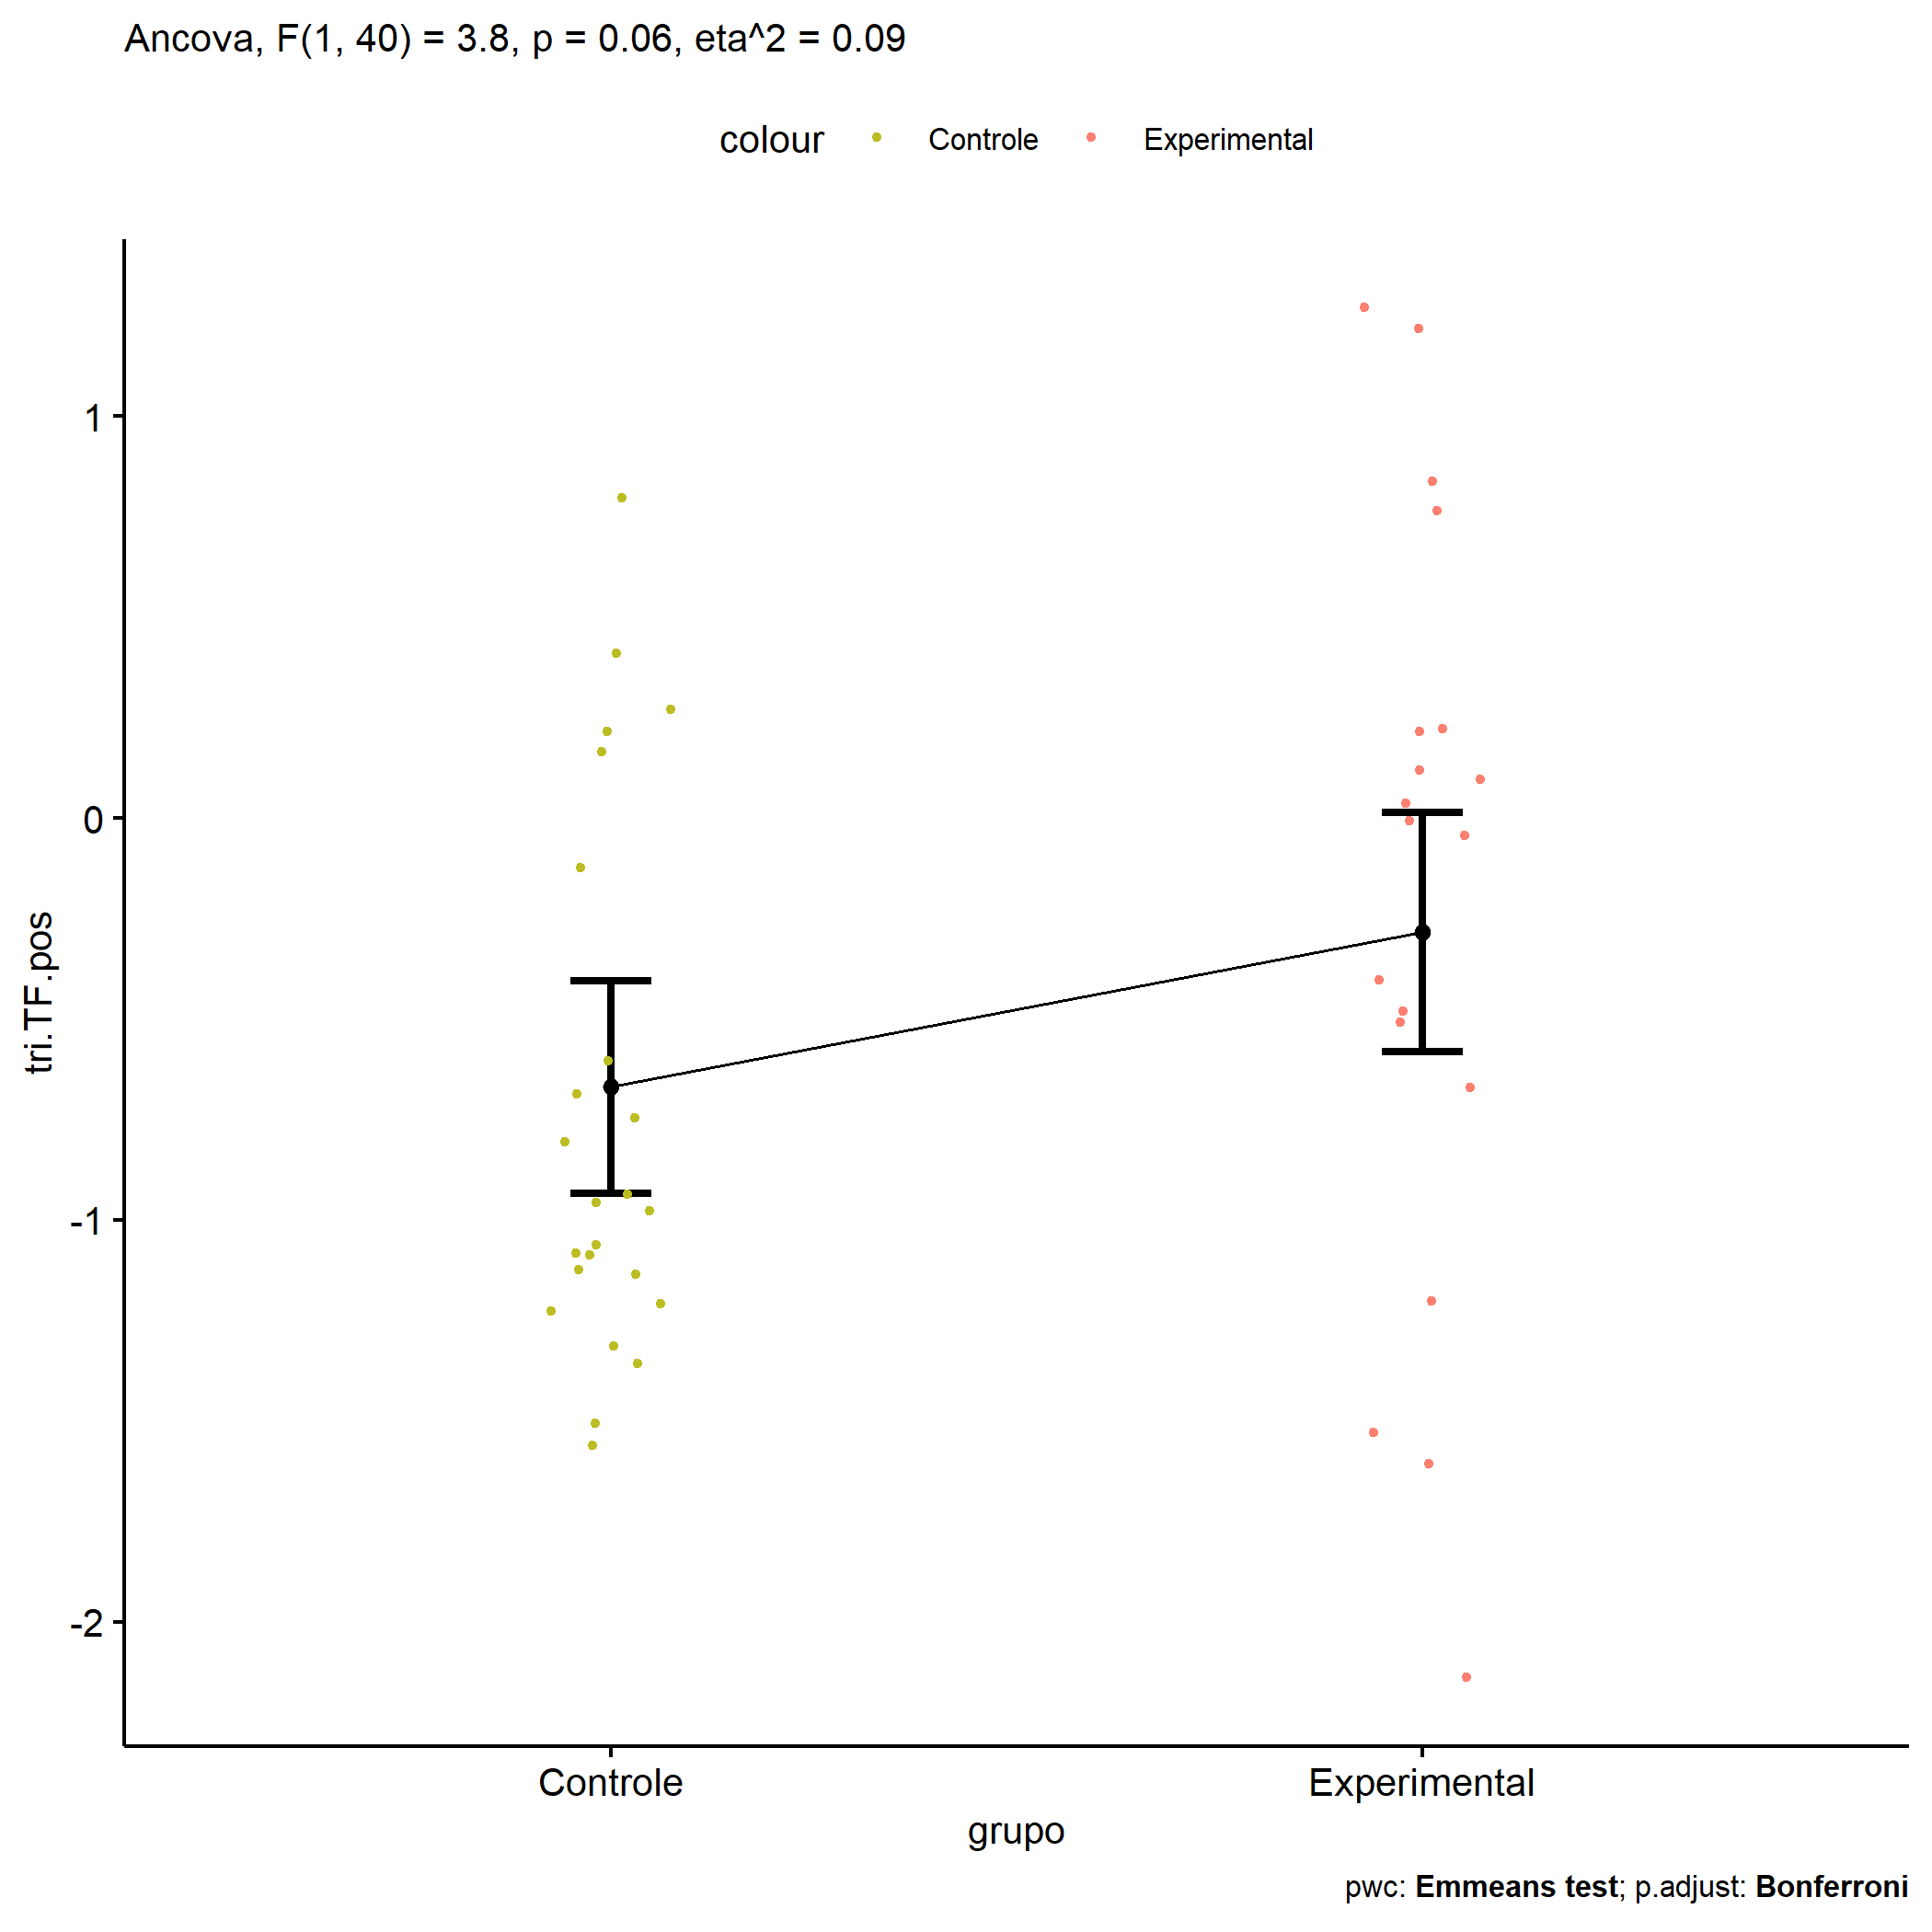 Ancova, F(1, 40) = 3.8, p = 0.06, eta^2 = 0.09
colour Controle Experimental
1
0
-1
-2
tri.TF.pos
Controle Experimental
grupo
pwc: Emmeans test; p.adjust: Bonferroni